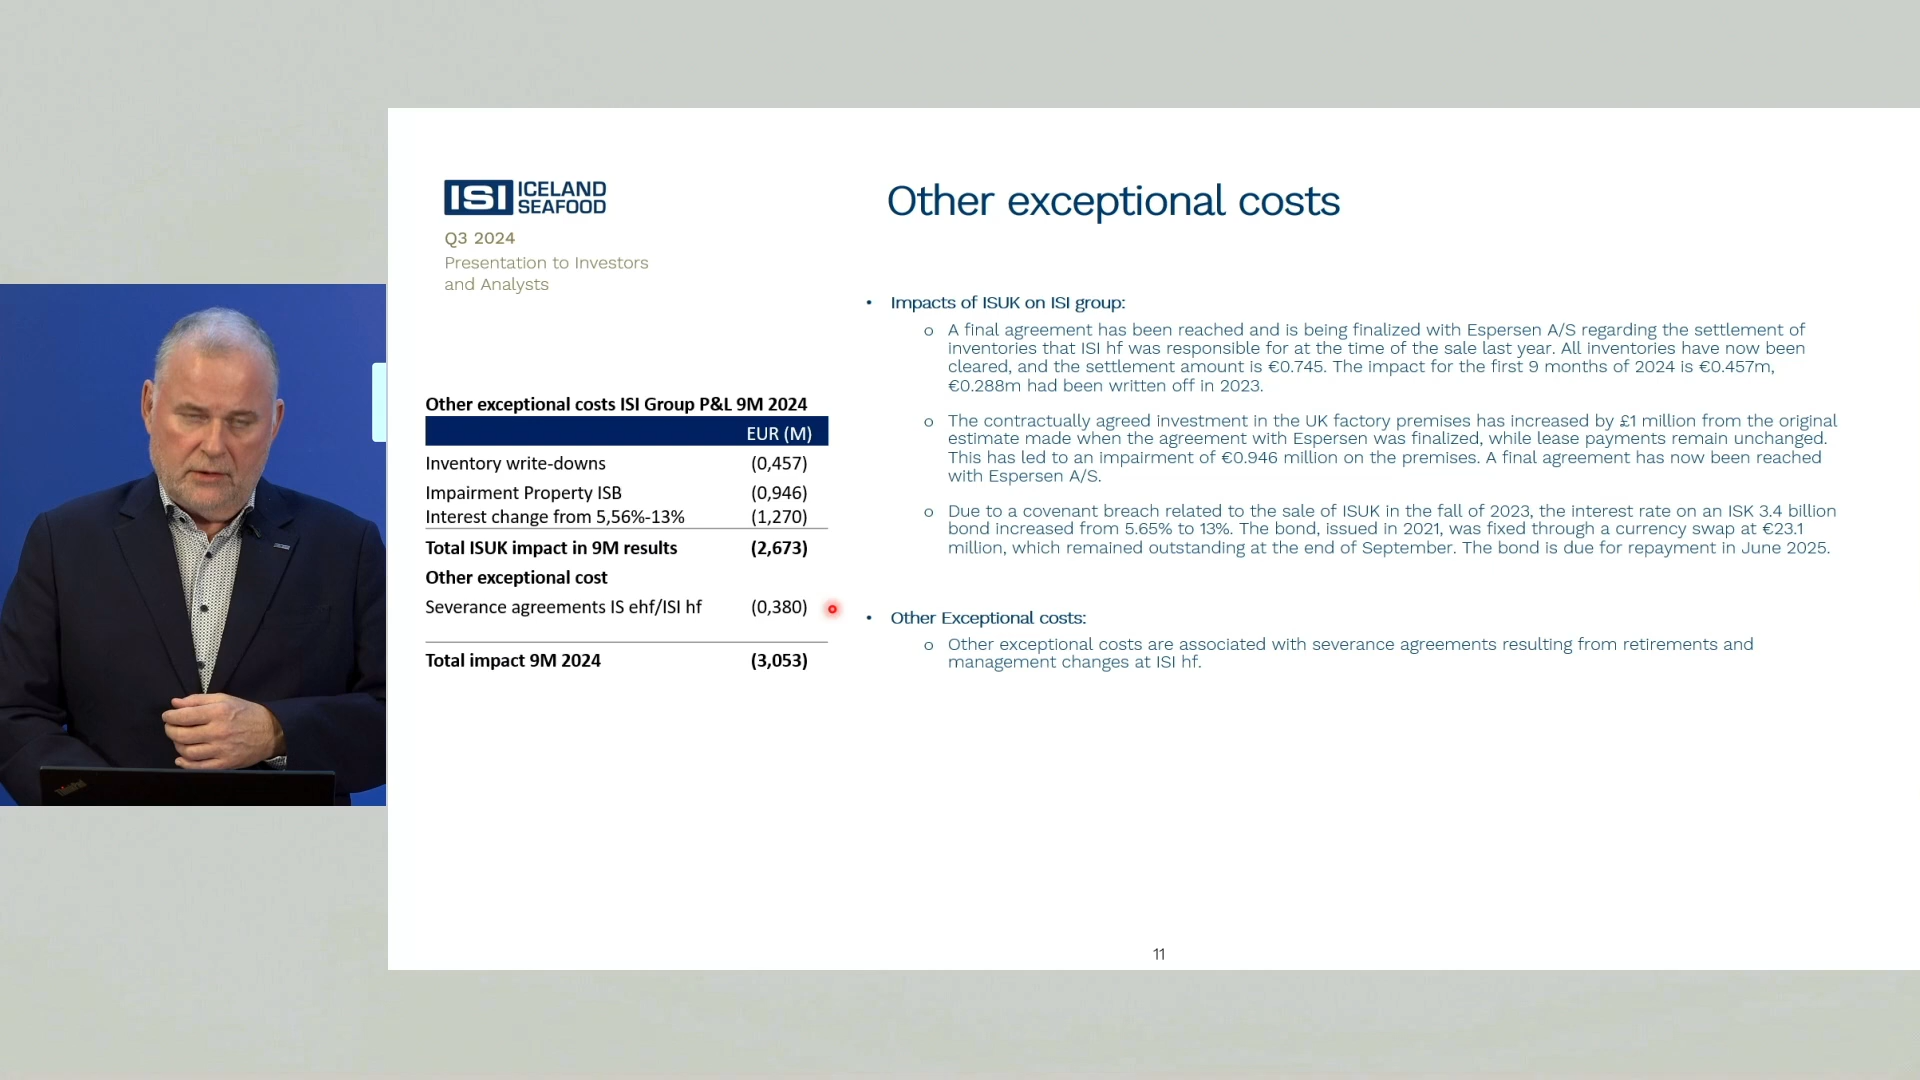 ISI ICELAND
SEAFOOD
Q3 2024
Presentation to Investors
and Analysts
Other exceptional costs
Other exceptional costs ISI Group P&L 9M 2024
EUR (M)
Inventory write-downs (0,457)
Impairment Property ISB (0,946)
Interest change from 5,56%-13% (1,270)
Total ISUK impact in 9M results (2,673)
Other exceptional cost
Severance agreements IS ehf/ISI hf (0,380)
Total impact 9M 2024 (3,053)
• Impacts of ISUK on ISI group:
o A final agreement has been reached and is being finalized with Espersen A/S regarding the settlement of
inventories that ISI hf was responsible for at the time of the sale last year. All inventories have now been
cleared, and the settlement amount is €0.745. The impact for the first 9 months of 2024 is €0.457m,
€0.288m had been written off in 2023.
o The contractually agreed investment in the UK factory premises has increased by £1 million from the original
estimate made when the agreement with Espersen was finalized, while lease payments remain unchanged.
This has led to an impairment of €0.946 million on the premises. A final agreement has now been reached
with Espersen A/S.
o Due to a covenant breach related to the sale of ISUK in the fall of 2023, the interest rate on an ISK 3.4 billion
bond increased from 5.65% to 13%. The bond, issued in 2021, was fixed through a currency swap at €23.1
million, which remained outstanding at the end of September. The bond is due for repayment in June 2025.
• Other Exceptional costs:
o Other exceptional costs are associated with severance agreements resulting from retirements and
management changes at ISI hf.
11
ThinkPad